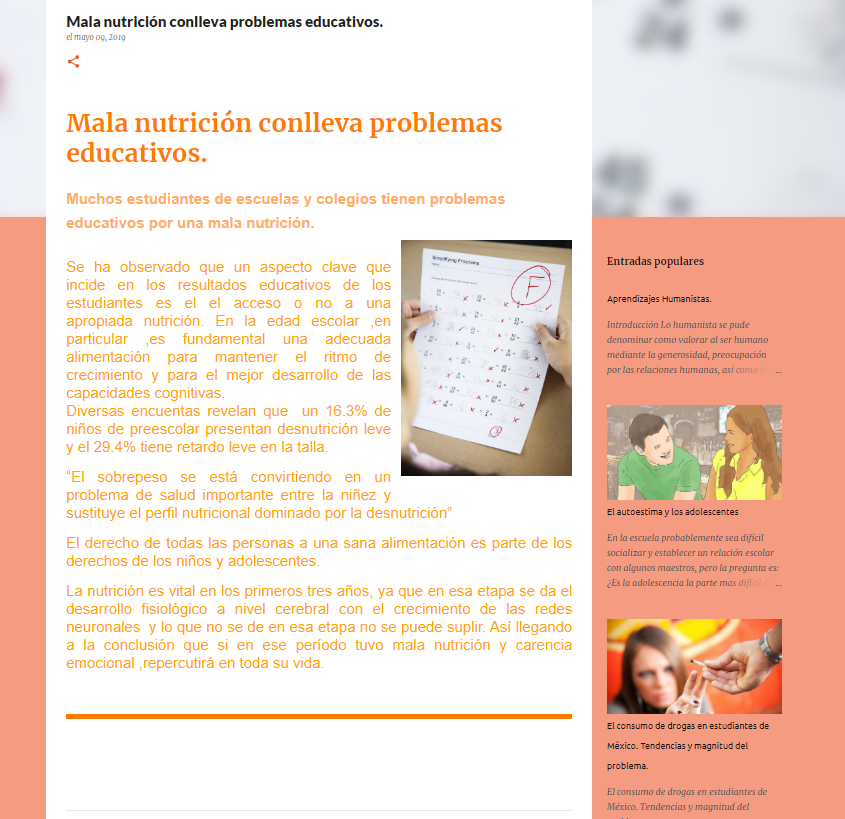 Mala nutrición conlleva problemas educativos.
el mayo 09, 2019
Mala nutrición conlleva problemas
educativos.
Muchos estudiantes de escuelas y colegios tienen problemas
educativos por una mala nutrición.
Se ha observado que un aspecto clave que
incide en los resultados educativos de los
estudiantes es el el acceso o no a una
apropiada nutrición. En la edad escolar ,en
particular ,es fundamental una adecuada
alimentación para mantener el ritmo de
crecimiento y para el mejor desarrollo de las
capacidades cognitivas.
Diversas encuentas revelan que  un 16.3% de
niños de preescolar presentan desnutrición leve
y el 29.4% tiene retardo leve en la talla.
“El sobrepeso se está convirtiendo en un
problema de salud importante entre la niñez y
sustituye el perfil nutricional dominado por la desnutrición”
El derecho de todas las personas a una sana alimentación es parte de los
derechos de los niños y adolescentes.
La nutrición es vital en los primeros tres años, ya que en esa etapa se da el
desarrollo fisiológico a nivel cerebral con el crecimiento de las redes
neuronales  y lo que no se de en esa etapa no se puede suplir. Así llegando
a la conclusión que si en ese período tuvo mala nutrición y carencia
emocional ,repercutirá en toda su vida.
Simplifying Fractions
F
3
24
45
Entradas populares
Aprendizajes Humanistas.
Introducción Lo humanista se pude
denominar como valorar al ser humano
mediante la generosidad, preocupación
por las relaciones humanas, así como ...
El autoestima y los adolescentes
En la escuela probablemente sea difícil
socializar y establecer un relación escolar
con algunos maestros, pero la pregunta es:
¿Es la adolescencia la parte mas difícil ...
El consumo de drogas en estudiantes de
México. Tendencias y magnitud del
problema.
El consumo de drogas en estudiantes de
México. Tendencias y magnitud del